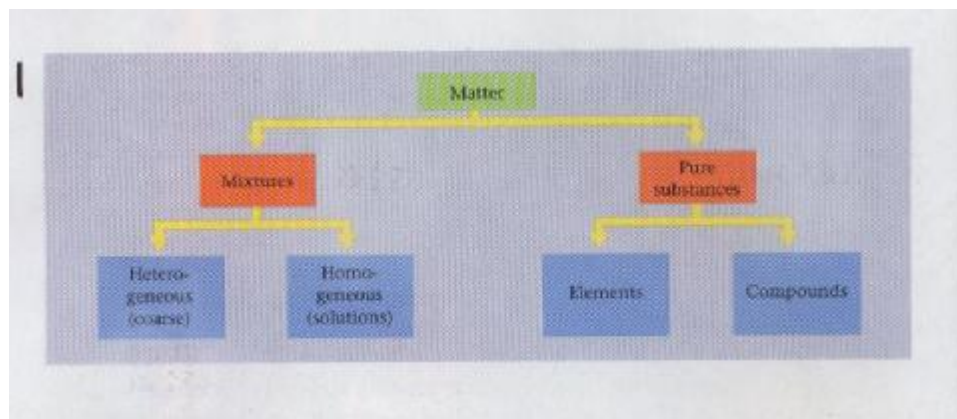 Matter
Mixtures
Pure
substances
Hetero-
geneous
(coarse)
Homo-
geneous
(solutions)
Elements
Compounds